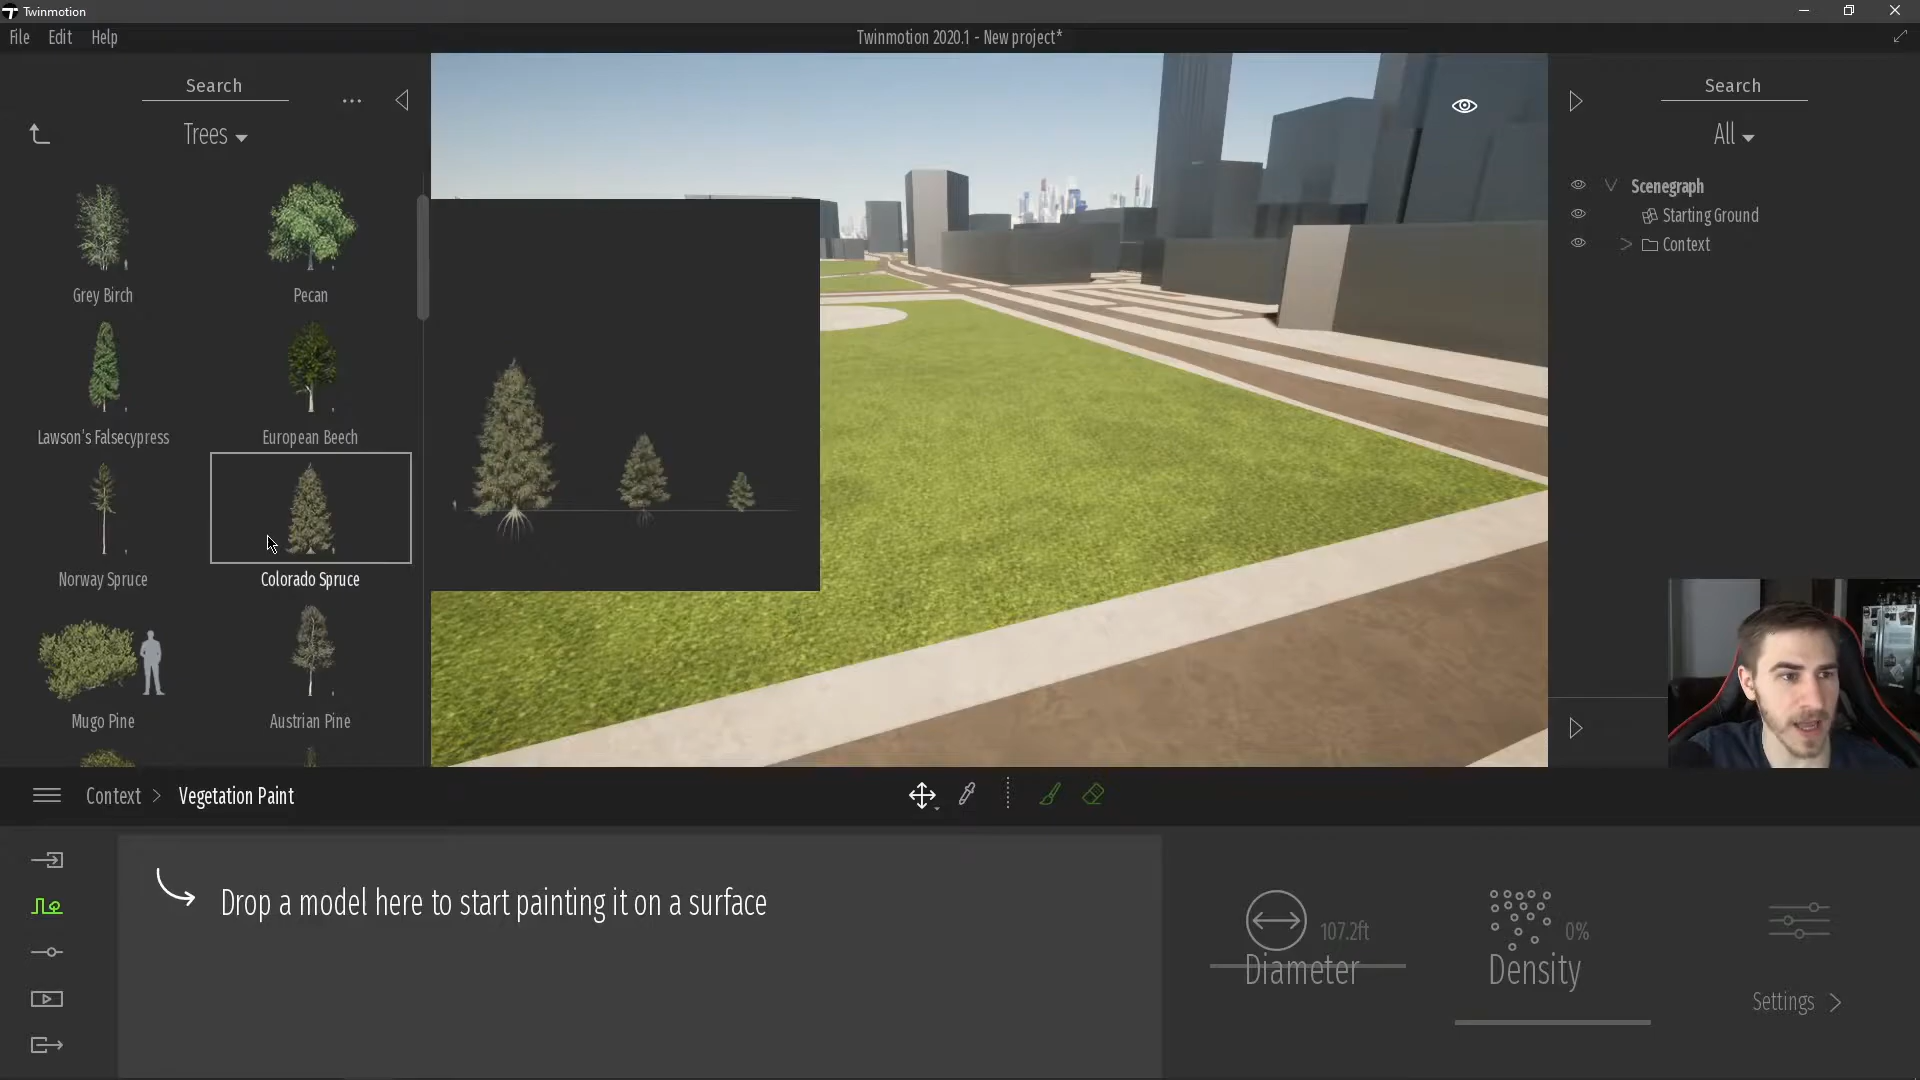 Twinmotion
File Edit Help
Twinmotion 2020.1 - New project*
Search
...
Trees
Grey Birch
Pecan
Lawson's Falsecypress
European Beech
Norway Spruce
Colorado Spruce
Mugo Pine
Austrian Pine
Search
All
Scenegraph
Starting Ground
Context
Context > Vegetation Paint
Drop a model here to start painting it on a surface
107.2ft
Diameter
0%
Density
Settings >